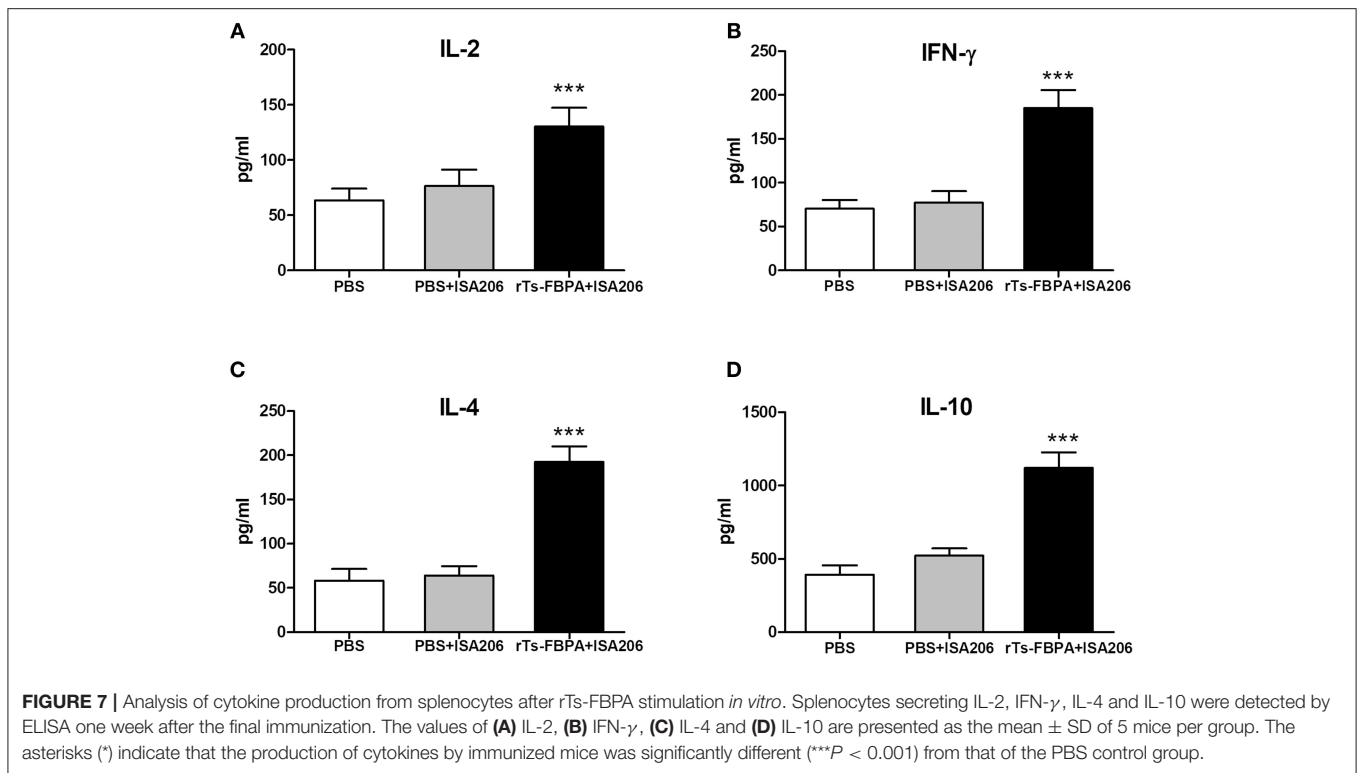 A
IL-2
200
150
100
50
0
pg/ml
***
PBS
PBS+ISA206
rTs-FBPA+ISA206
B
IFN-γ
250
200
150
100
50
0
pg/ml
***
PBS
PBS+ISA206
rTs-FBPA+ISA206
C
IL-4
250
200
150
100
50
0
pg/ml
***
PBS
PBS+ISA206
rTs-FBPA+ISA206
D
IL-10
1500
1000
500
0
pg/ml
***
PBS
PBS+ISA206
rTs-FBPA+ISA206
FIGURE 7 | Analysis of cytokine production from splenocytes after rTs-FBPA stimulation in vitro. Splenocytes secreting IL-2, IFN-γ, IL-4 and IL-10 were detected by
ELISA one week after the final immunization. The values of (A) IL-2, (B) IFN-γ, (C) IL-4 and (D) IL-10 are presented as the mean ± SD of 5 mice per group. The
asterisks (*) indicate that the production of cytokines by immunized mice was significantly different (***P < 0.001) from that of the PBS control group.